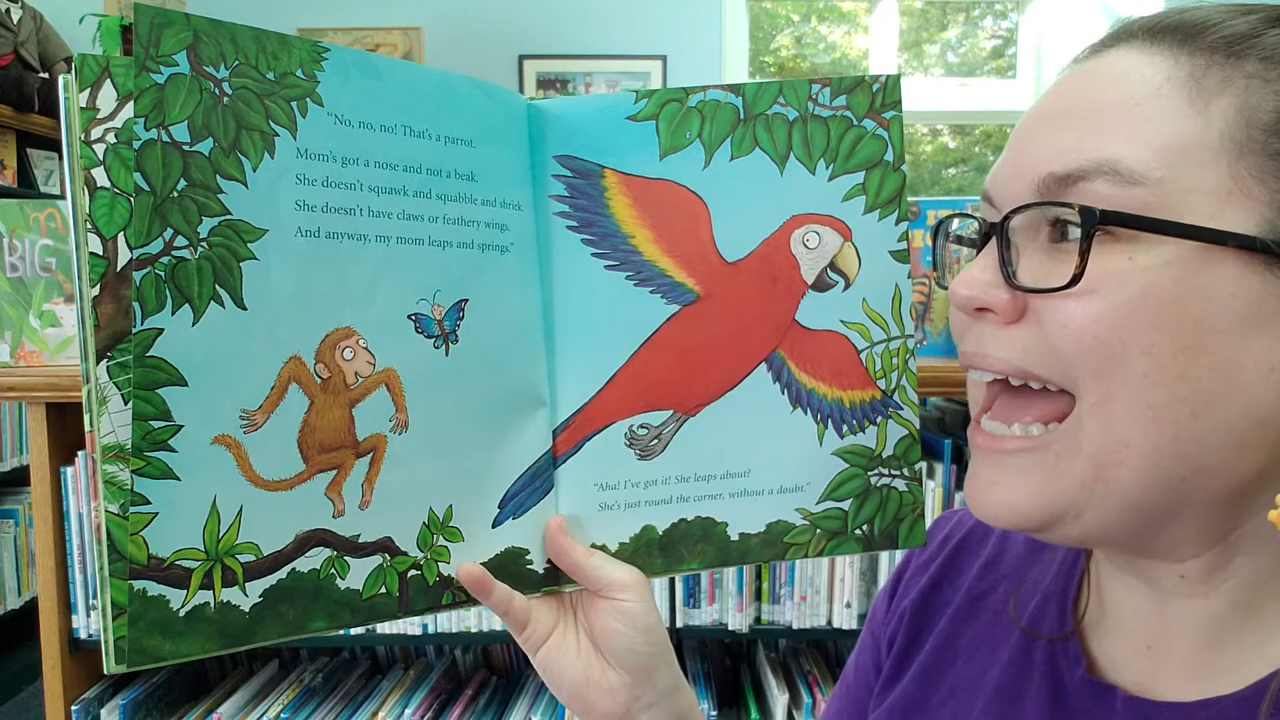 "No, no, no! That's a parrot.
Mom's got a nose and not a beak.
She doesn't squawk and squabble and shriek.
She doesn't have claws or feathery wings.
And anyway, my mom leaps and springs."
"Aha! I've got it! She leaps about?
She's just round the corner, without a doubt."
BIG